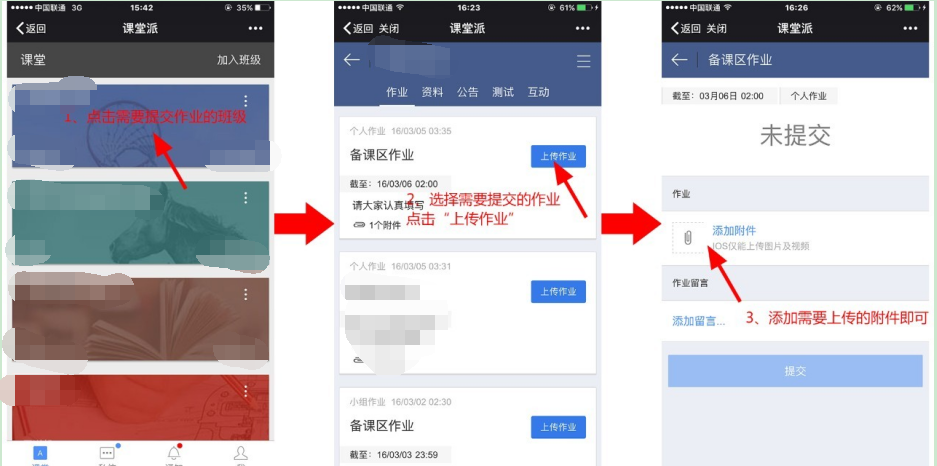 中国联通 3G 15:42 35%
返回 课堂派
课堂 加入班级
1、点击需要提交作业的班级
A
中国联通 16:23 61%
返回 关闭 课堂派
作业 资料 公告 测试 互动
个人作业 16/03/05 03:35
备课区作业 上传作业
截至：16/03/06 02:00
请大家认真填写
1个附件
2、选择需要提交的作业
点击“上传作业”
个人作业 16/03/05 03:31
上传作业
小组作业 16/03/02 02:30
备课区作业 上传作业
截至：16/03/03 23:59
中国联通 16:26 62%
返回 关闭 课堂派
备课区作业
截至：03月06日 02:00 个人作业
未提交
作业
添加附件
IOS仅能上传图片及视频
作业留言
添加留言...
3、添加需要上传的附件即可
提交